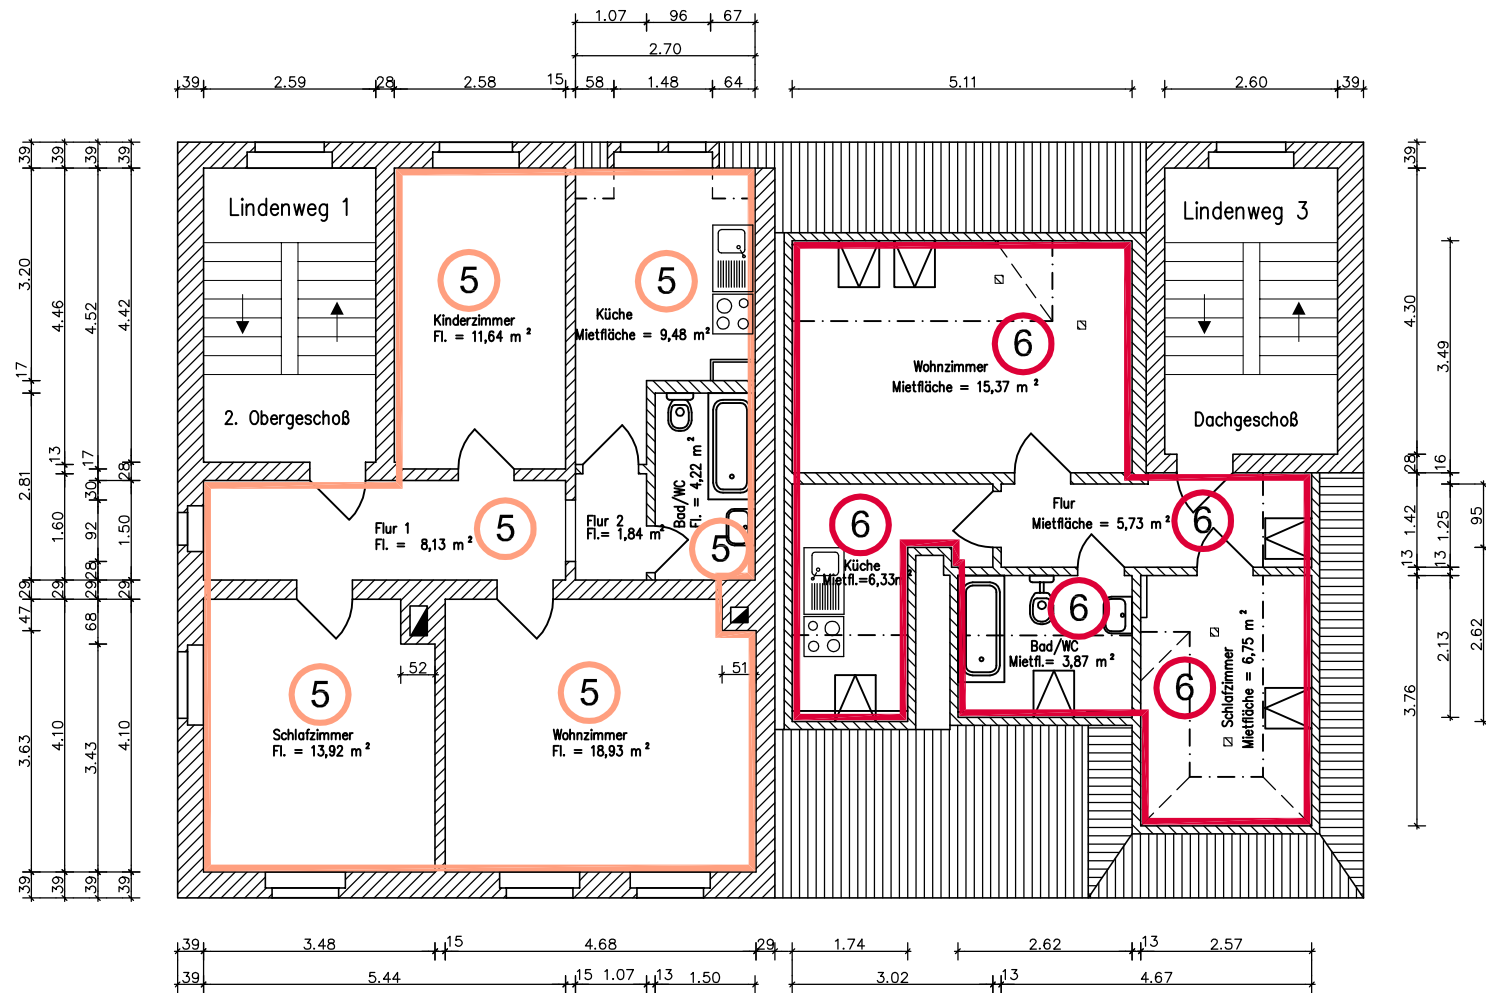 1.07 96 67
2.70
39 2.59 28 2.58 15 58 1.48 64 5.11 2.60 39
39 39 39 39 39
Lindenweg 1
Lindenweg 3
3.20 4.46 4.52 4.42
4.30 3.49
5
5
6
Kinderzimmer
Fl. = 11,64 m²
Küche
Mietfläche = 9,48 m²
Wohnzimmer
Mietfläche = 15,37 m²
17
2. Obergeschoß
Dachgeschoß
13 17 28
28 16
2.81 30
Bad/WC
Fl. = 4,22 m²
1.60 92 1.50
1.42 1.25 95
Flur 1
Fl. = 8,13 m²
5
Flur 2
Fl.= 1,84 m²
5
6
Flur
Mietfläche = 5,73 m²
6
Küche
Mietfl.=6,33m²
28
13 13
29 29 29 29
47 68
6
Bad/WC
Mietfl.= 3,87 m²
2.13 2.62
52
51
5
5
6
Schlafzimmer
Mietfläche = 6,75 m²
3.76
Schlafzimmer
Fl. = 13,92 m²
Wohnzimmer
Fl. = 18,93 m²
3.63 4.10 3.43 4.10
39 39 39 39
39 3.48 15 4.68 29 1.74 2.62 13 2.57
39 5.44 15 1.07 13 1.50 3.02 13 4.67